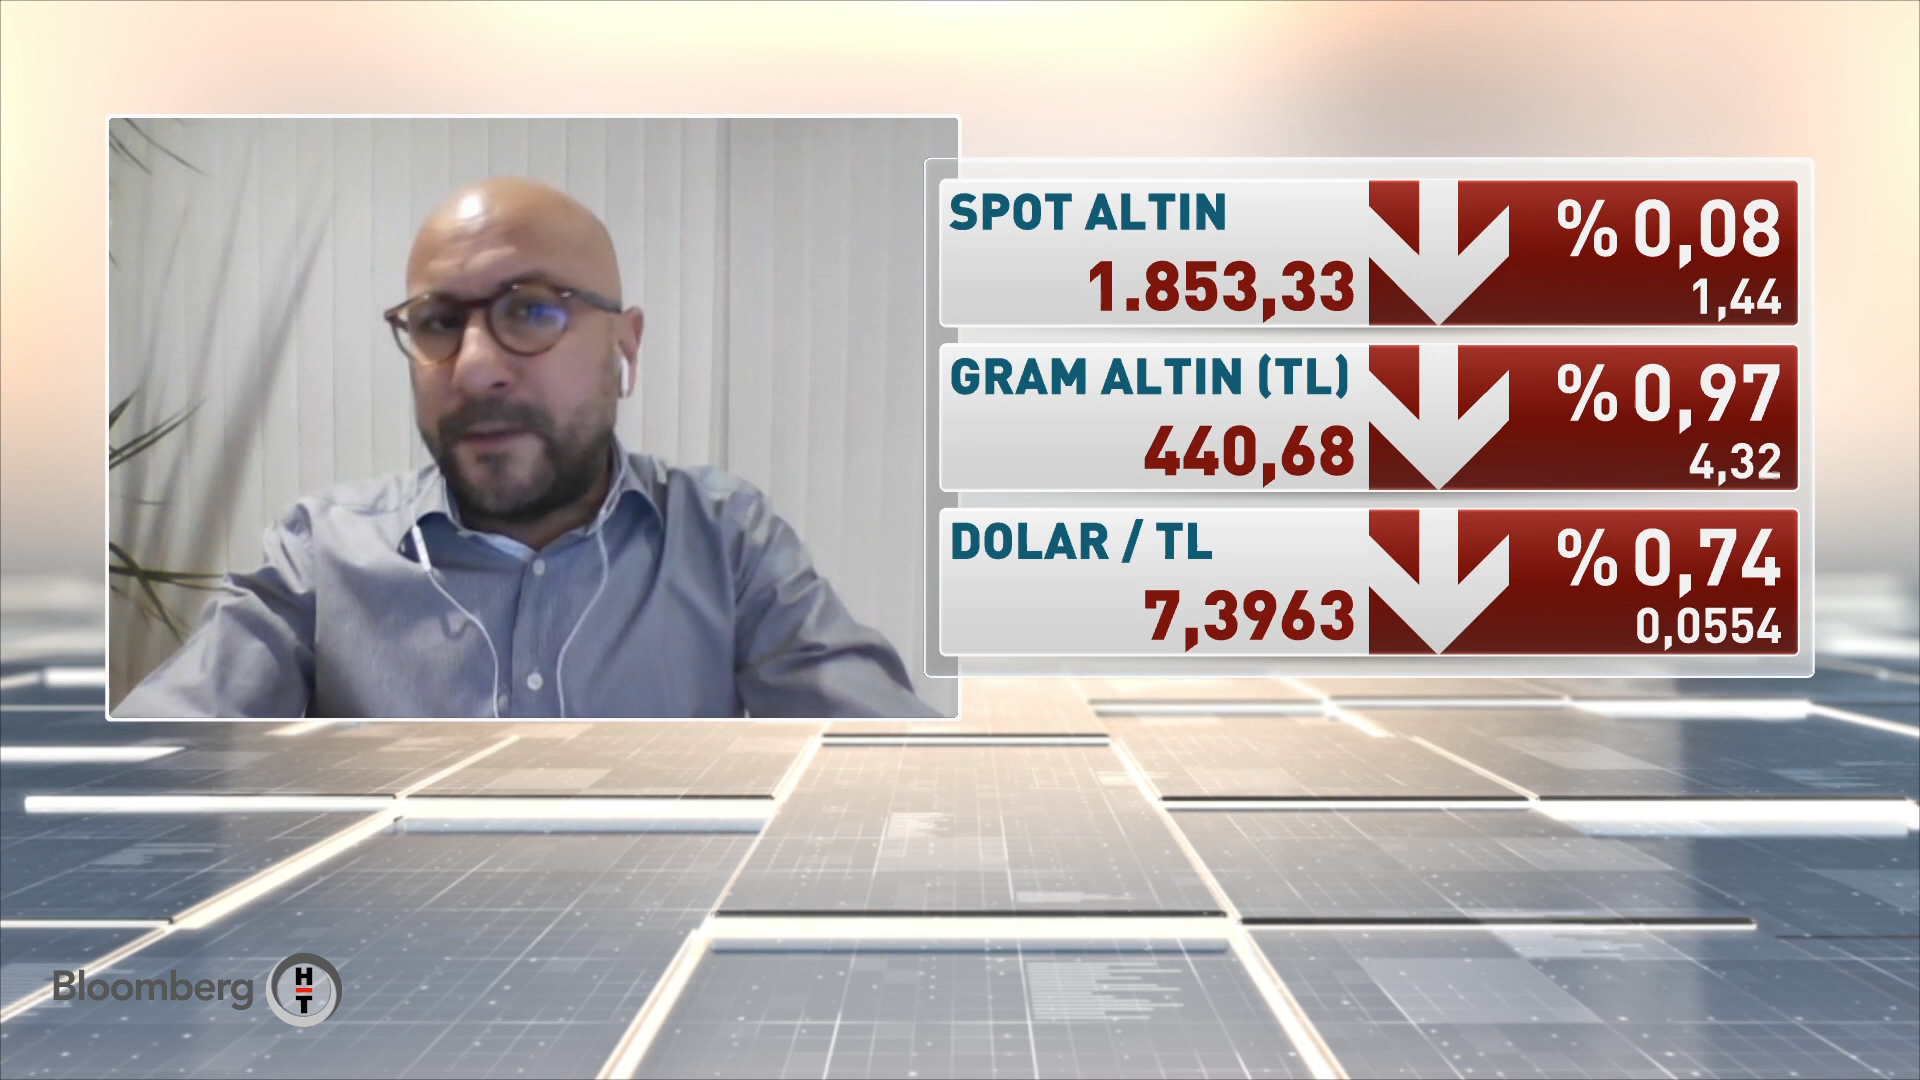 SPOT ALTIN
1.853,33
% 0,08
1,44
GRAM ALTIN (TL)
440,68
% 0,97
4,32
DOLAR / TL
7,3963
% 0,74
0,0554
Bloomberg HT